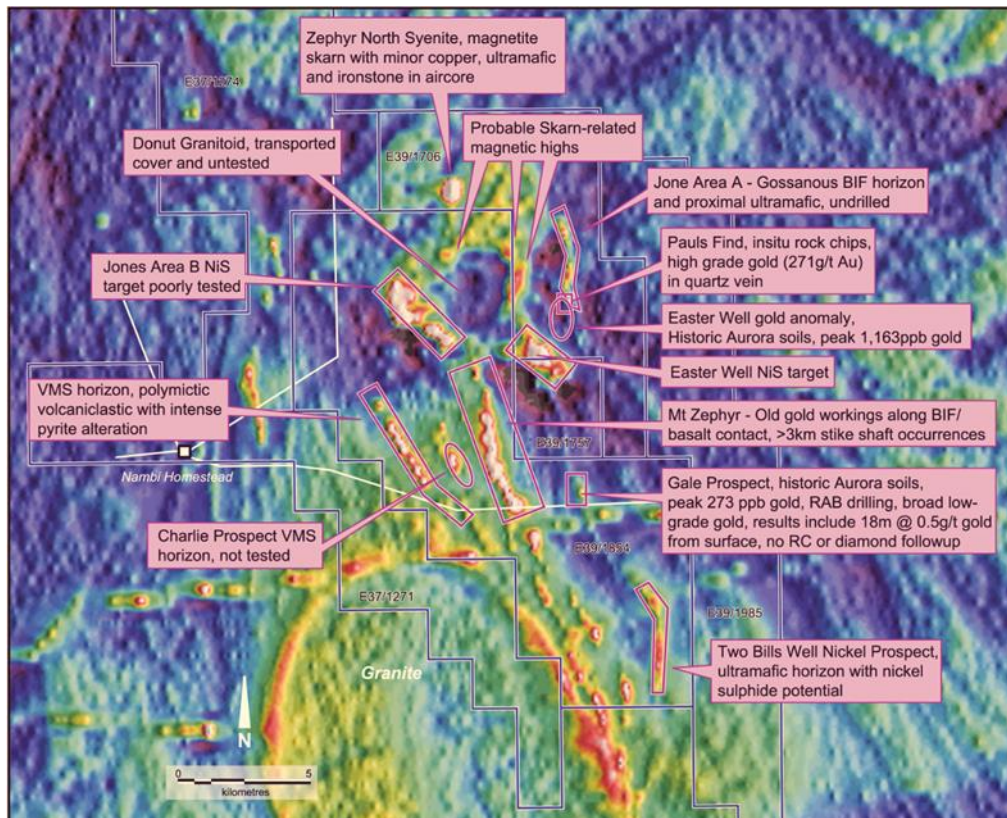 Zephyr North Syenite, magnetite
skarn with minor copper, ultramafic
and ironstone in aircore
E37/1274
Donut Granitoid, transported
cover and untested
E39/1706
Probable Skarn-related
magnetic highs
Jone Area A - Gossanous BIF horizon
and proximal ultramafic, undrilled
Jones Area B NiS
target poorly tested
Pauls Find, insitu rock chips,
high grade gold (271g/t Au)
in quartz vein
Easter Well gold anomaly,
Historic Aurora soils, peak 1,163ppb gold
Easter Well NiS target
VMS horizon, polymictic
volcaniclastic with intense
pyrite alteration
Mt Zephyr - Old gold workings along BIF/
basalt contact, >3km stike shaft occurrences
E39/1757
Nambi Homestead
Gale Prospect, historic Aurora soils,
peak 273 ppb gold, RAB drilling, broad low-
grade gold, results include 18m @ 0.5g/t gold
from surface, no RC or diamond followup
Charlie Prospect VMS
horizon, not tested
E39/1854
E37/1271
E39/1985
Granite
Two Bills Well Nickel Prospect,
ultramafic horizon with nickel
sulphide potential
N
0 5
kilometres